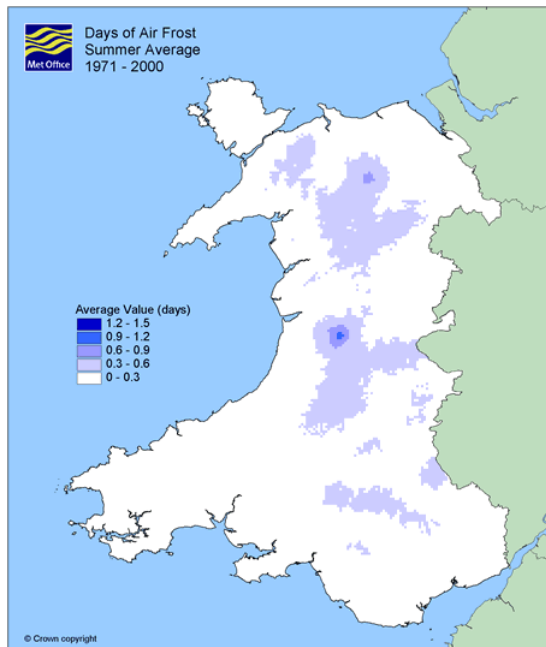 Days of Air Frost
Summer Average
1971 - 2000
Met Office
Average Value (days)
1.2 - 1.5
0.9 - 1.2
0.6 - 0.9
0.3 - 0.6
0 - 0.3
© Crown copyright